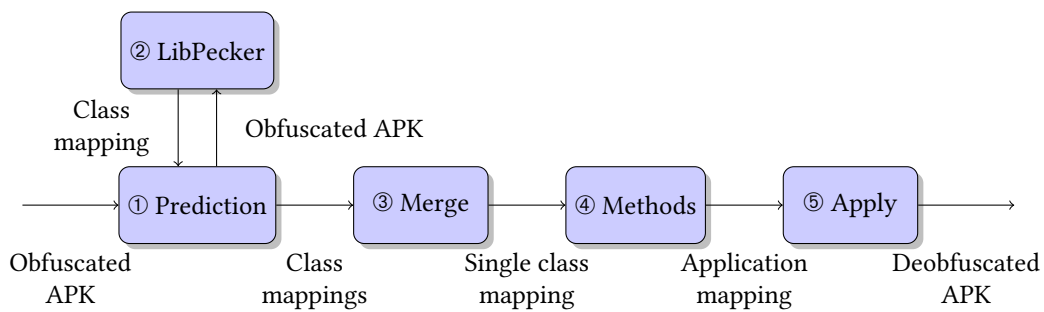 ② LibPecker
Class
mapping
Obfuscated APK
① Prediction
③ Merge
④ Methods
⑤ Apply
Obfuscated
APK
Class
mappings
Single class
mapping
Application
mapping
Deobfuscated
APK